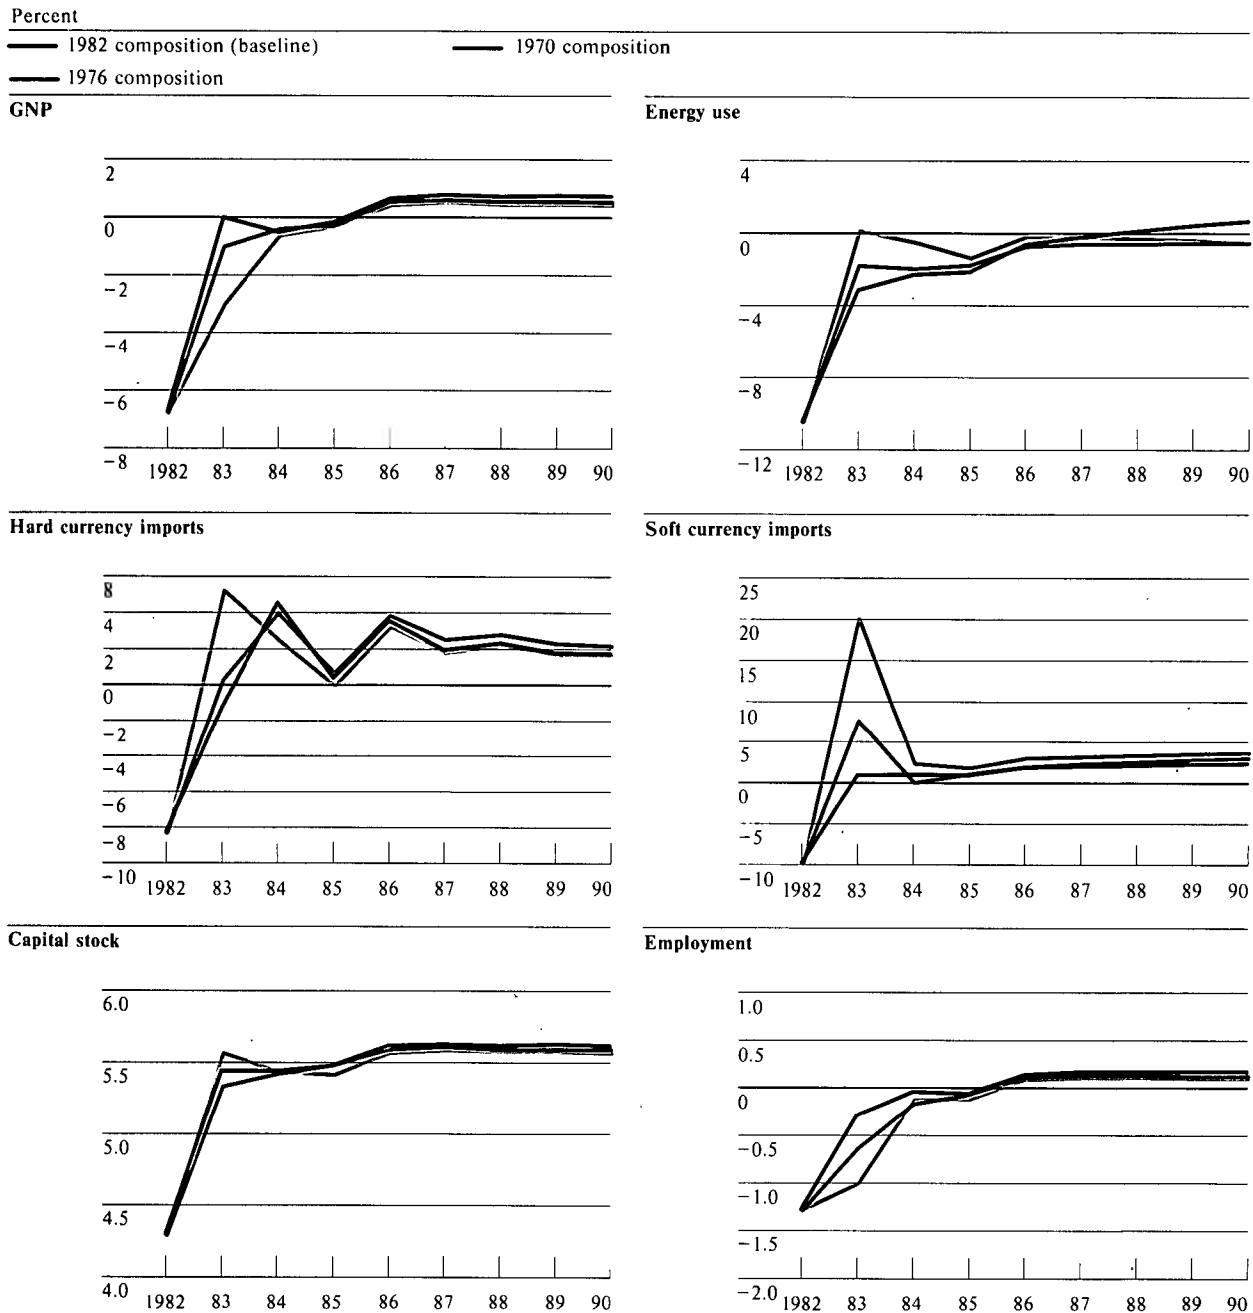 Percent
1982 composition (baseline) 1970 composition
1976 composition
GNP
2
0
−2
−4
−6
−8
1982 83 84 85 86 87 88 89 90
Energy use
4
0
−4
−8
−12
1982 83 84 85 86 87 88 89 90
Hard currency imports
8
4
2
0
−2
−4
−6
−8
−10
1982 83 84 85 86 87 88 89 90
Soft currency imports
25
20
15
10
5
0
−5
−10
1982 83 84 85 86 87 88 89 90
Capital stock
6.0
5.5
5.0
4.5
4.0
1982 83 84 85 86 87 88 89 90
Employment
1.0
0.5
0
−0.5
−1.0
−1.5
−2.0
1982 83 84 85 86 87 88 89 90